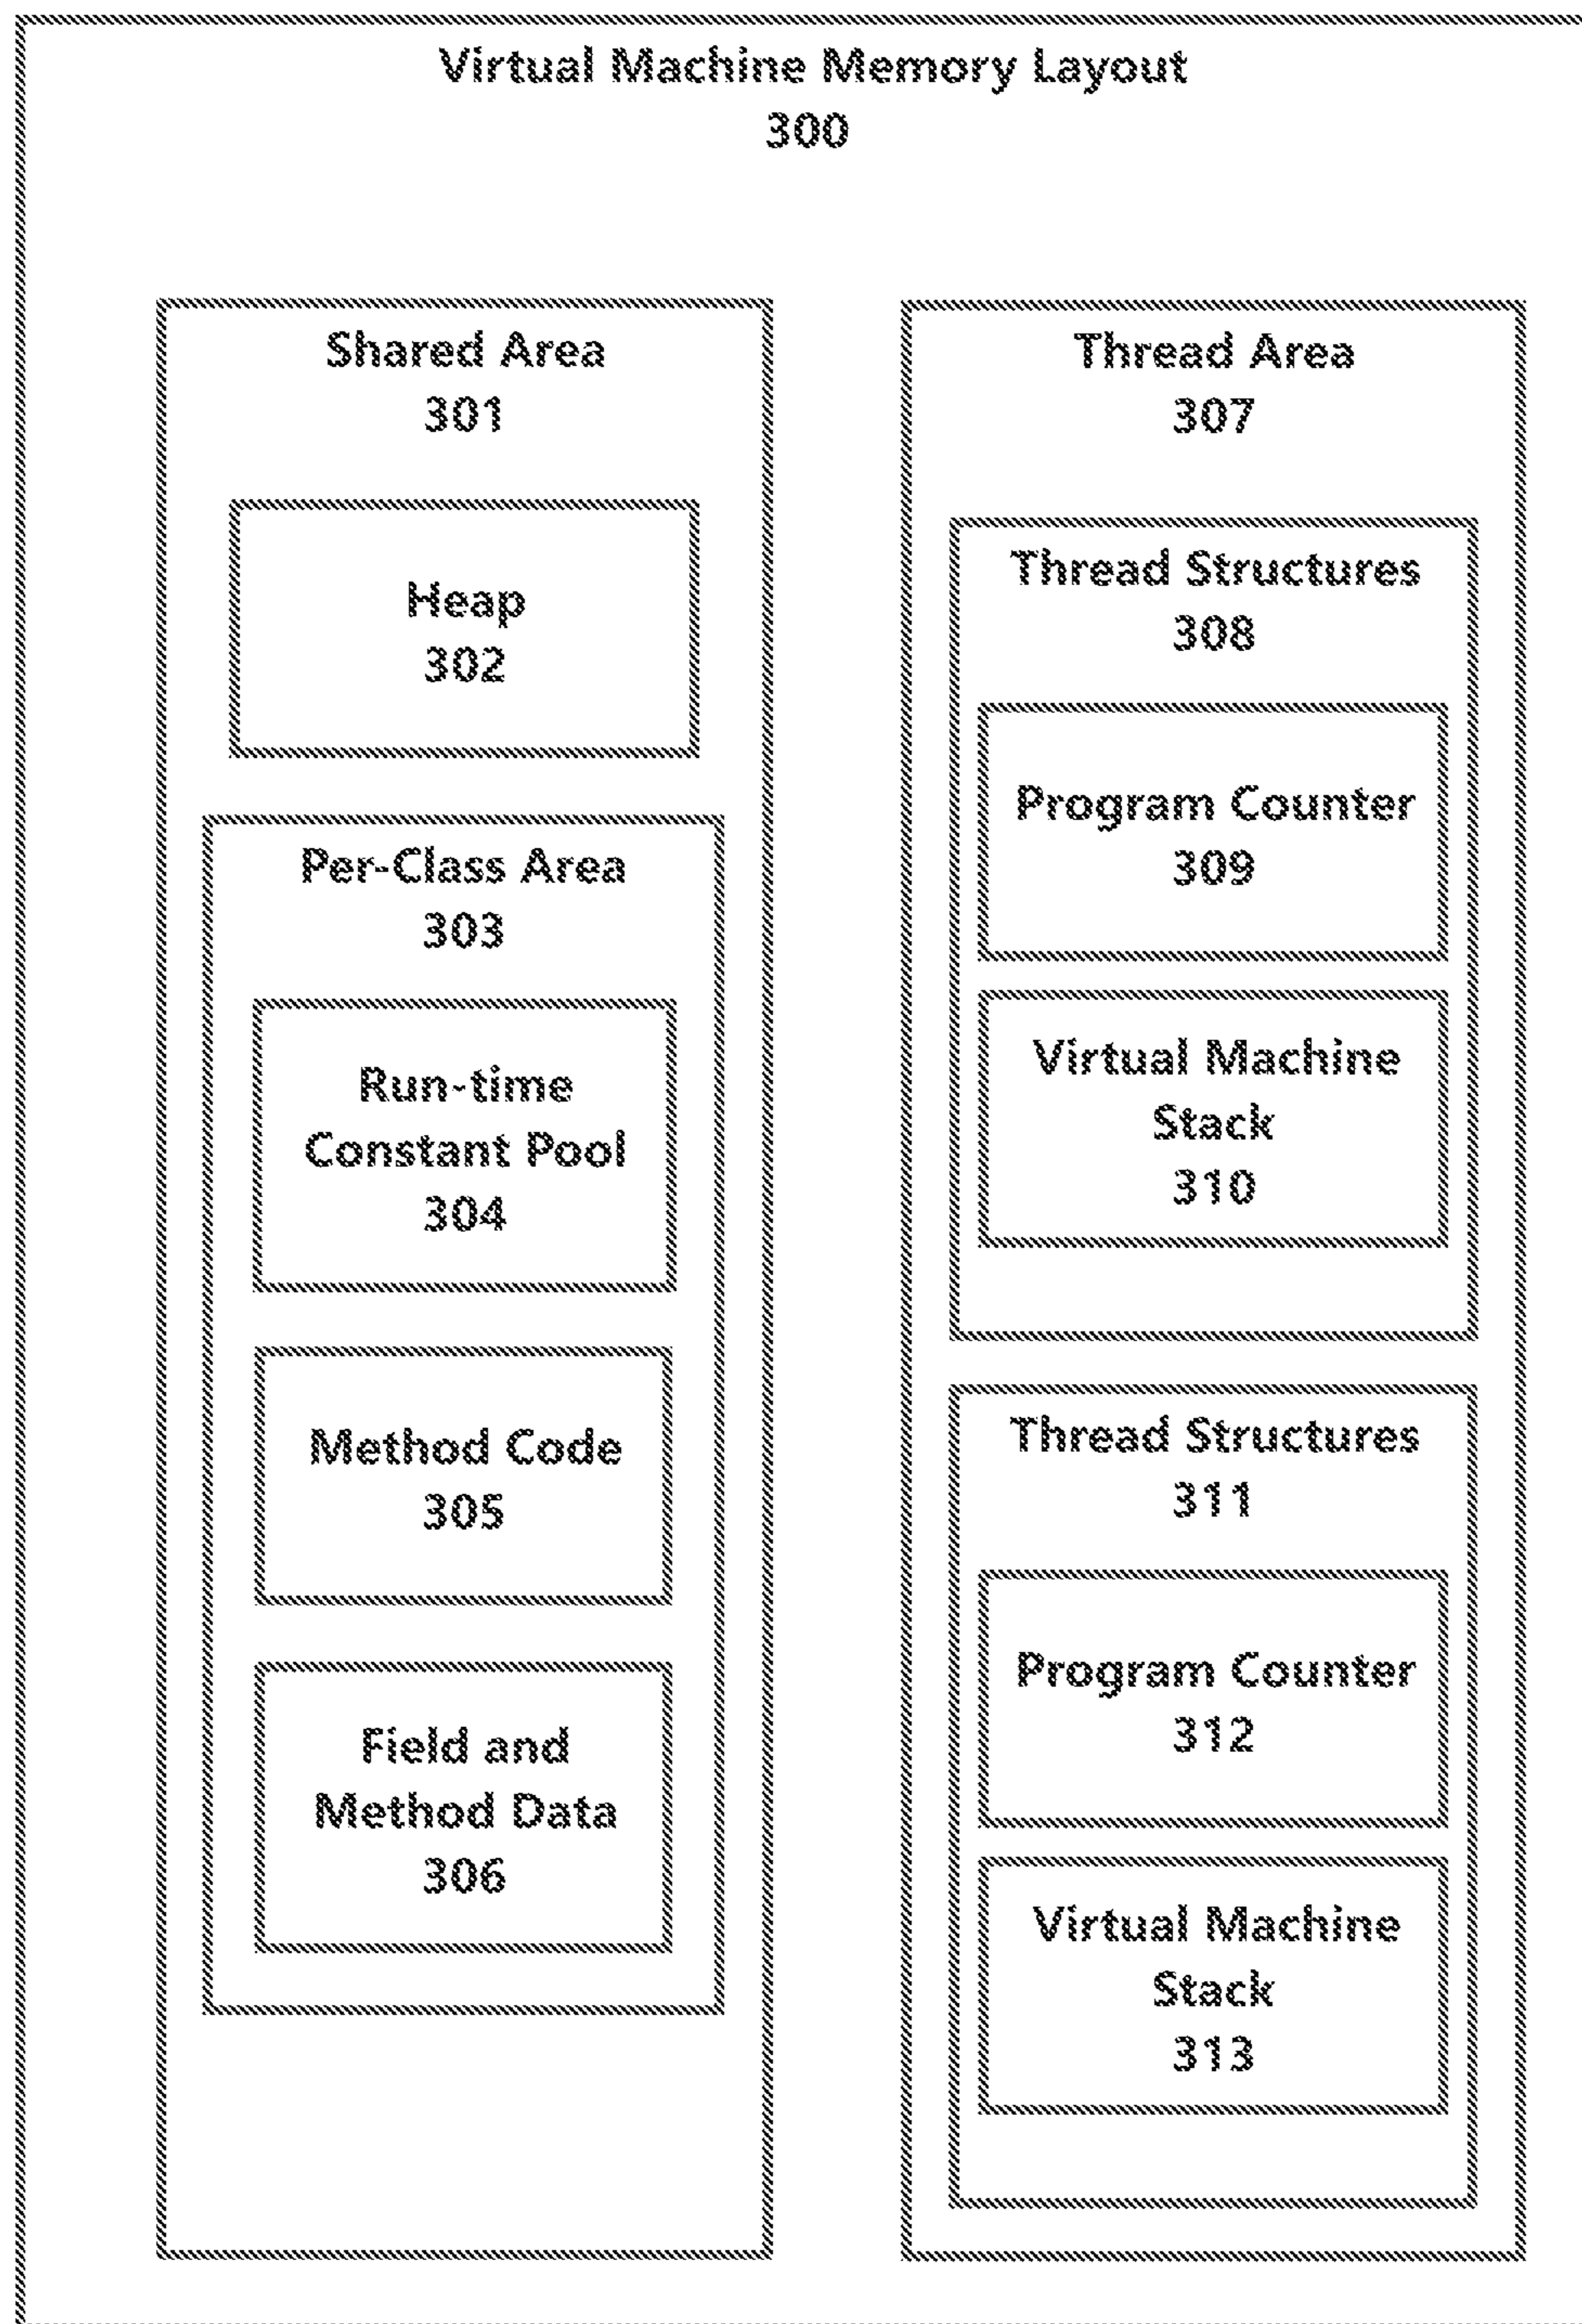 Virtual Machine Memory Layout
300
Shared Area
301
Heap
302
Per-Class Area
303
Run-time
Constant Pool
304
Method Code
305
Field and
Method Data
306
Thread Area
307
Thread Structures
308
Program Counter
309
Virtual Machine
Stack
310
Thread Structures
311
Program Counter
312
Virtual Machine
Stack
313